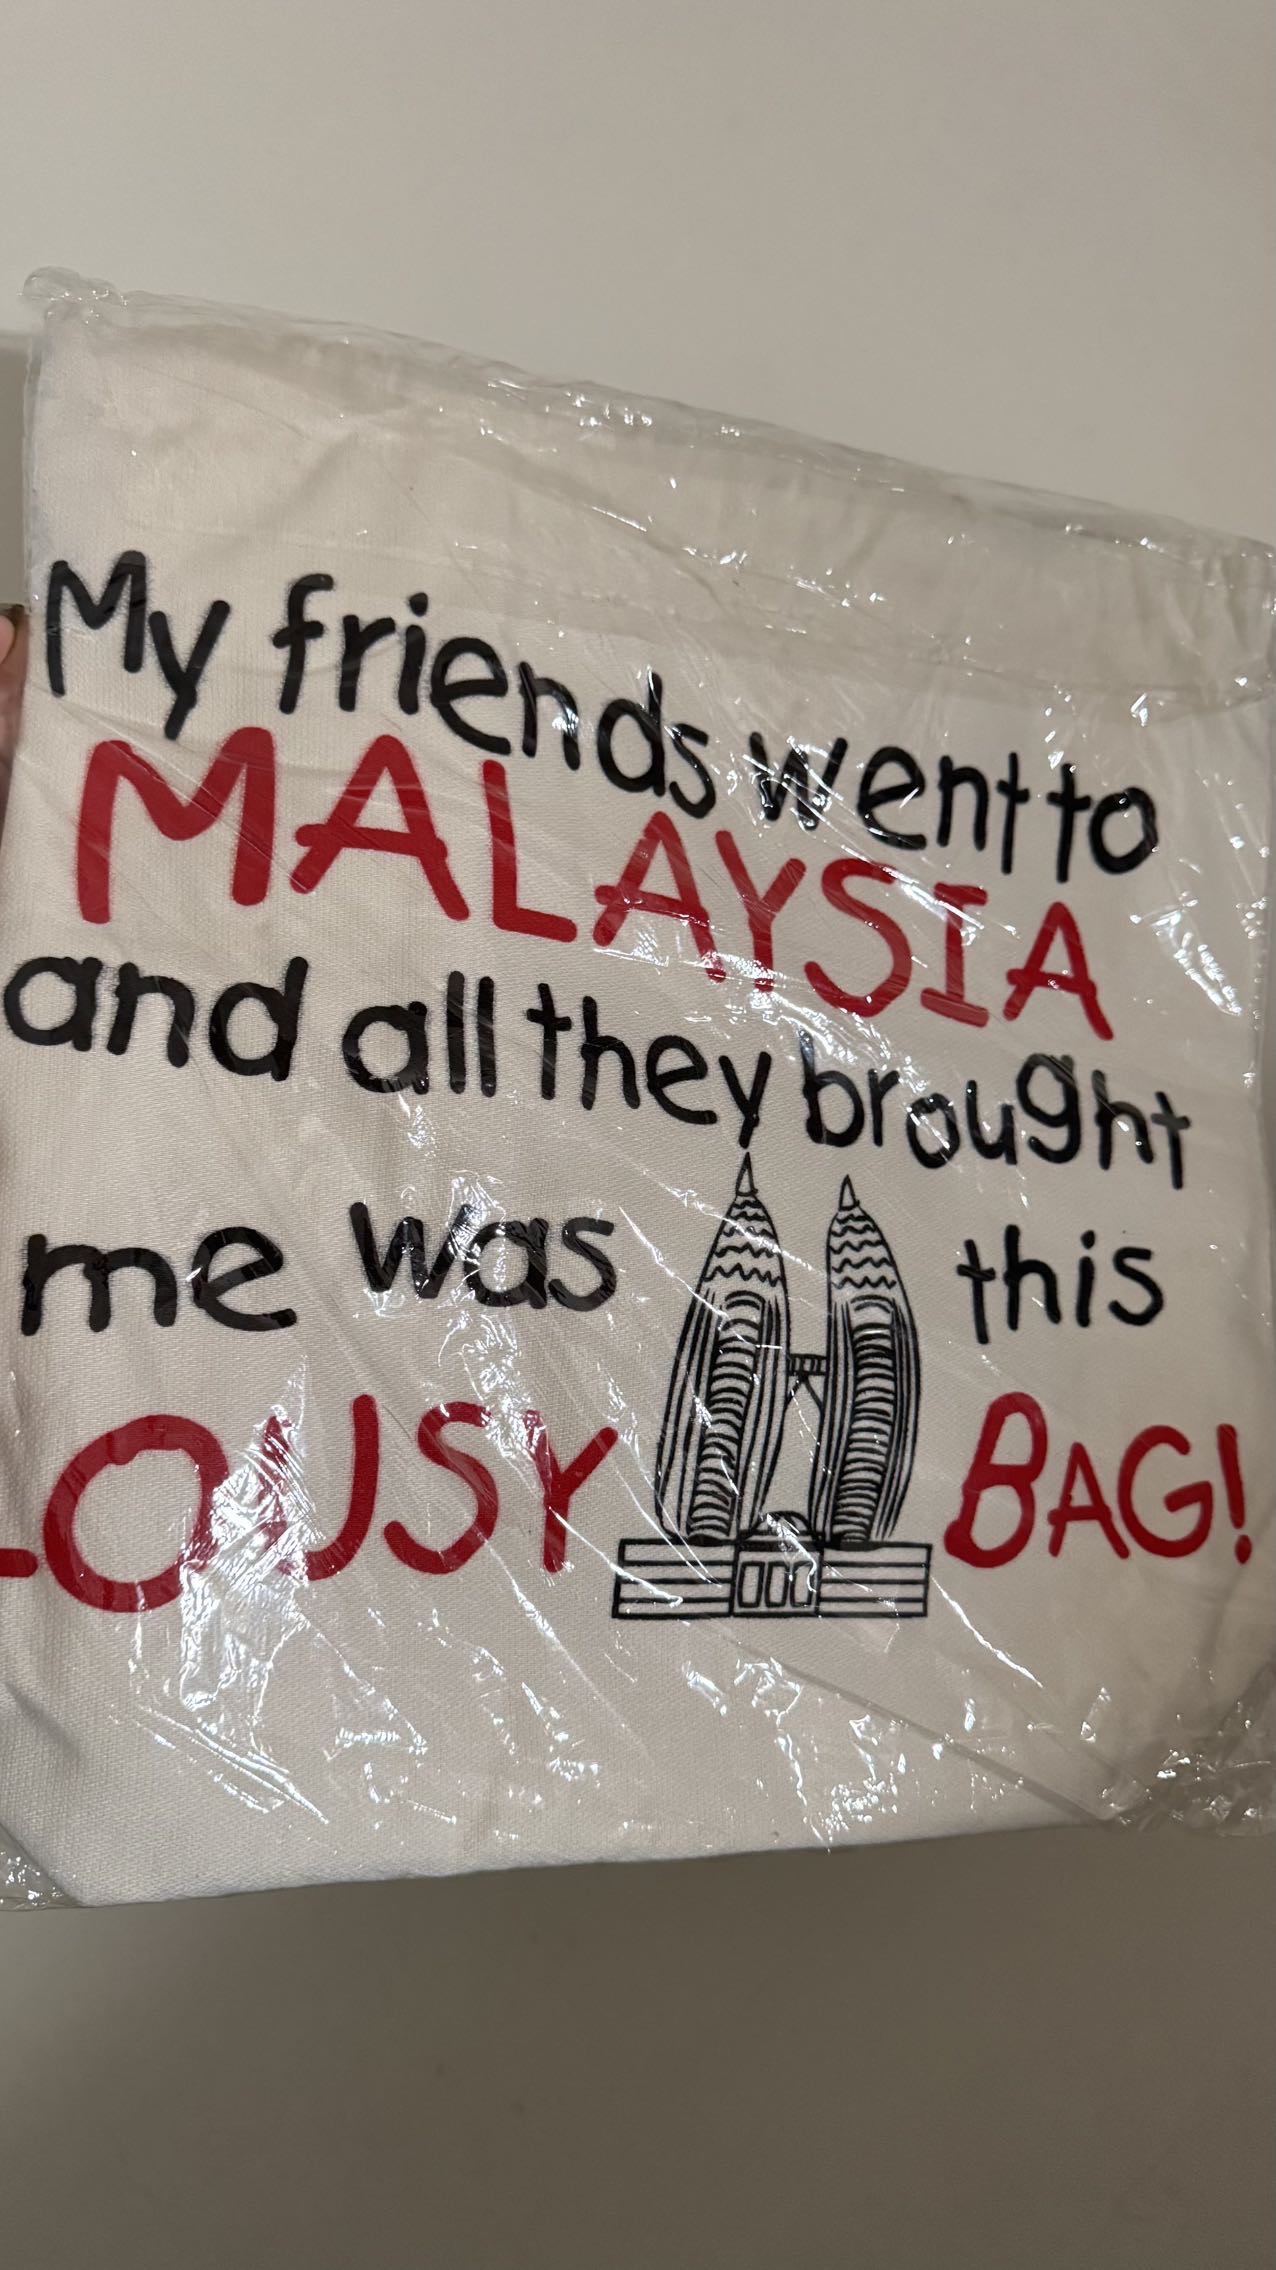 My friends went to
MALAYSIA
and all they brought
me was this
LOUSY BAG!